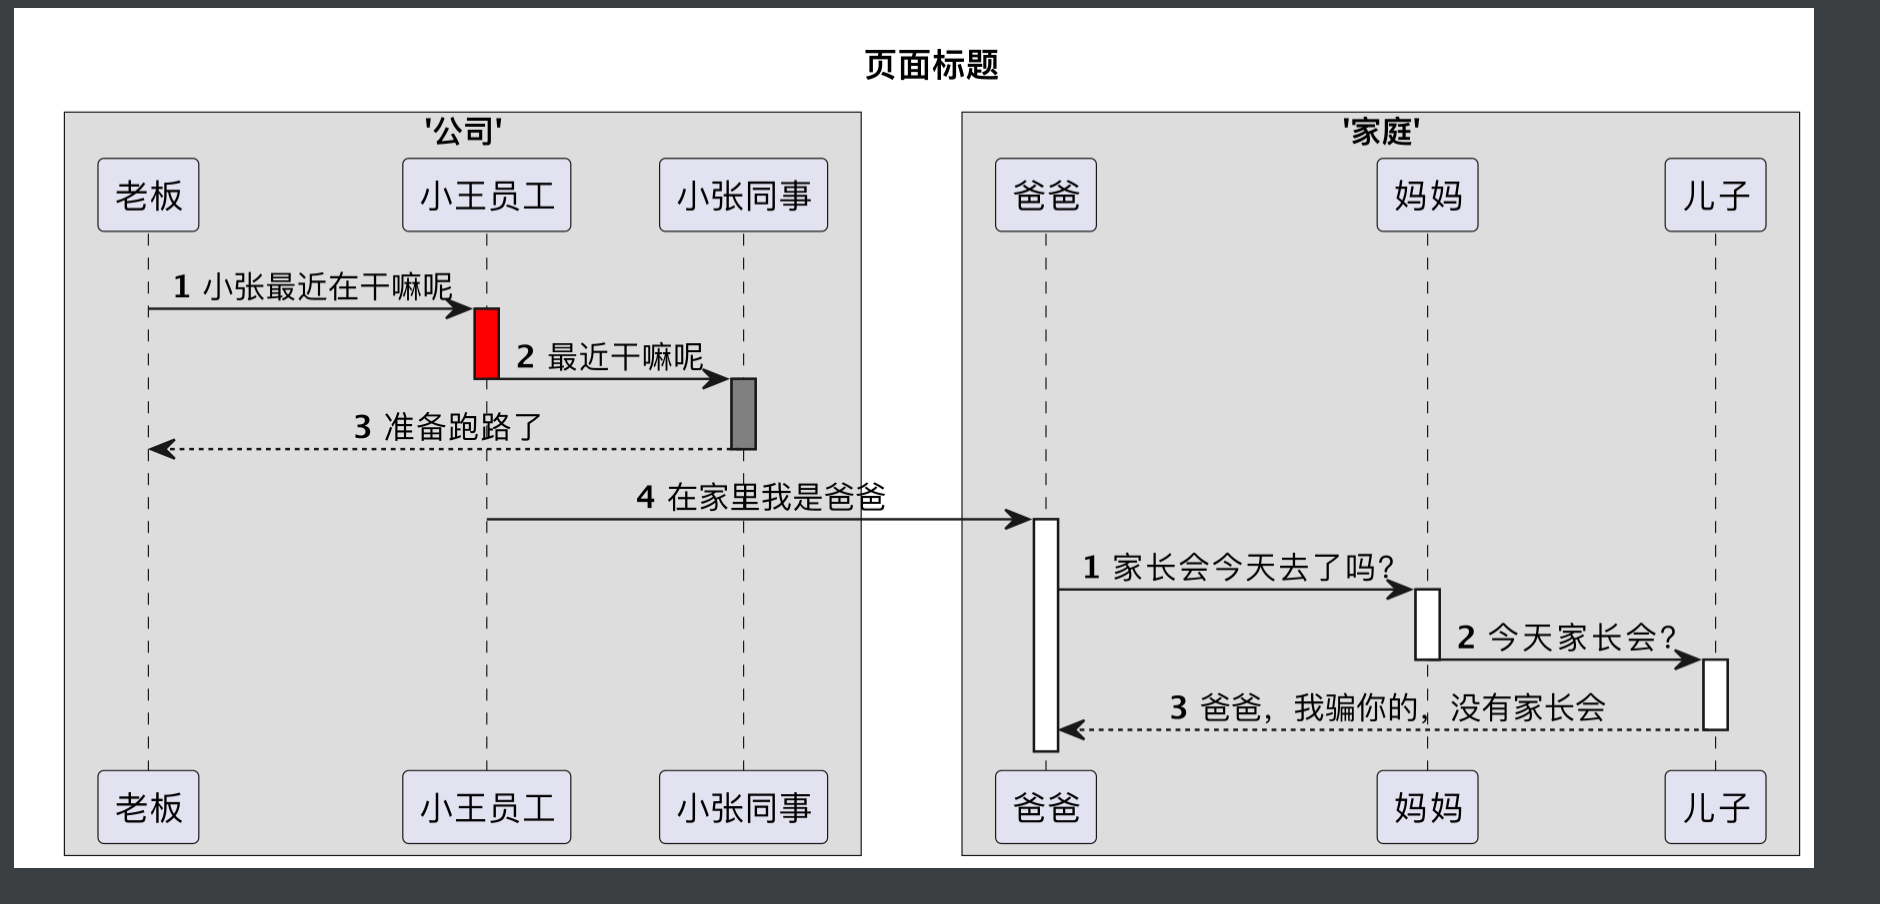 页面标题
'公司'
'家庭'
老板
小王员工
小张同事
爸爸
妈妈
儿子
1 小张最近在干嘛呢
2 最近干嘛呢
3 准备跑路了
4 在家里我是爸爸
1 家长会今天去了吗?
2 今天家长会?
3 爸爸，我骗你的，没有家长会
老板
小王员工
小张同事
爸爸
妈妈
儿子